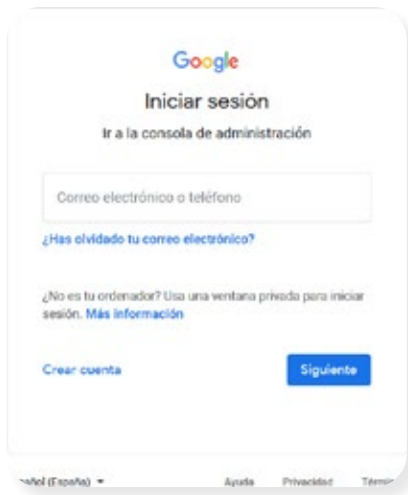 Google
Iniciar sesión
Ir a la consola de administración
Correo electrónico o teléfono
¿Has olvidado tu correo electrónico?
¿No es tu ordenador? Usa una ventana privada para iniciar
sesión. Más información
Crear cuenta Siguiente
(España) Ayuda Privacidad